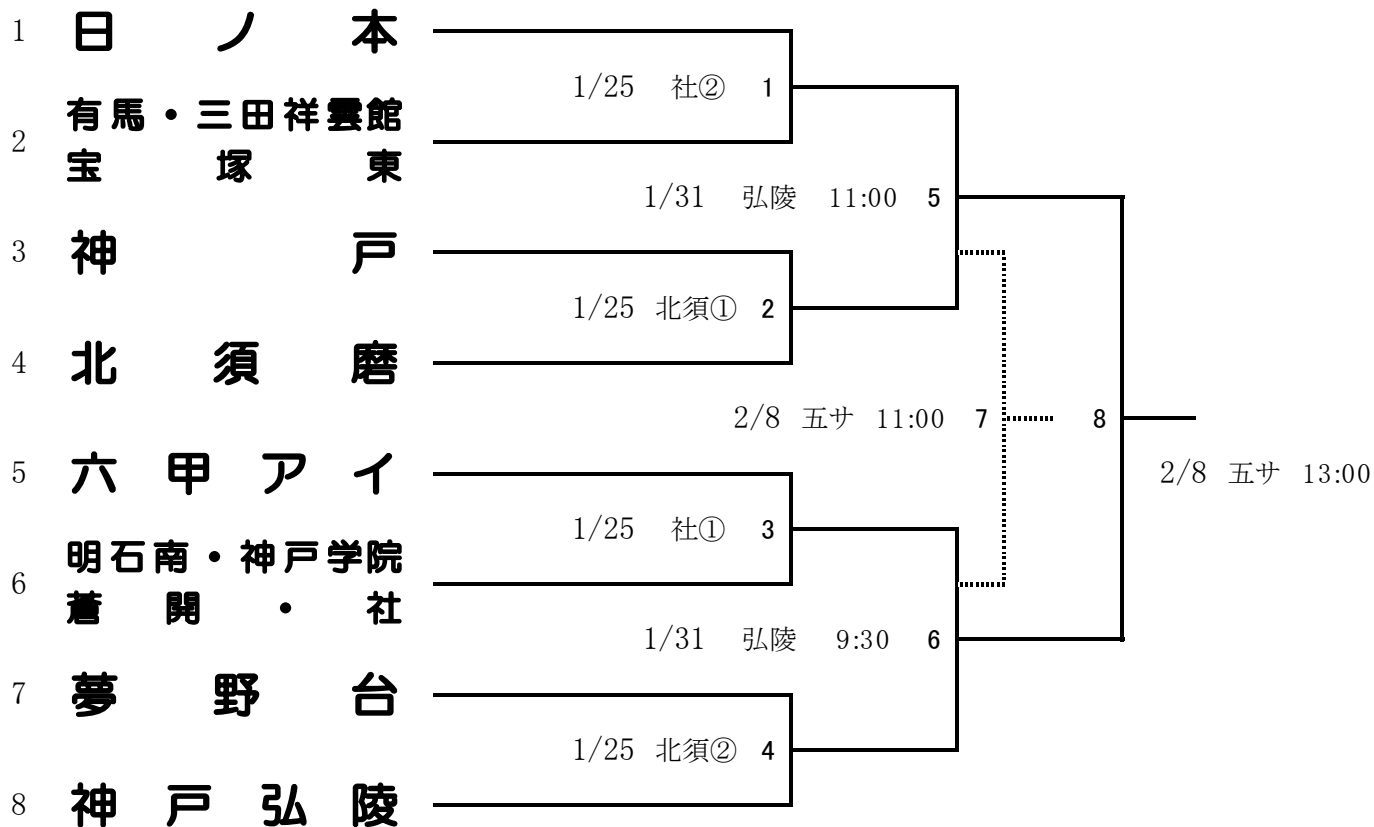 1 日ノ本
1/25 社② 1
2 有馬・三田祥雲館
宝塚東
1/31 弘陵 11:00 5
3 神戸
1/25 北須① 2
4 北須磨
2/8 五サ 11:00 7
8
2/8 五サ 13:00
5 六甲アイ
1/25 社① 3
6 明石南・神戸学院
蒼開・社
1/31 弘陵 9:30 6
7 夢野台
1/25 北須② 4
8 神戸弘陵